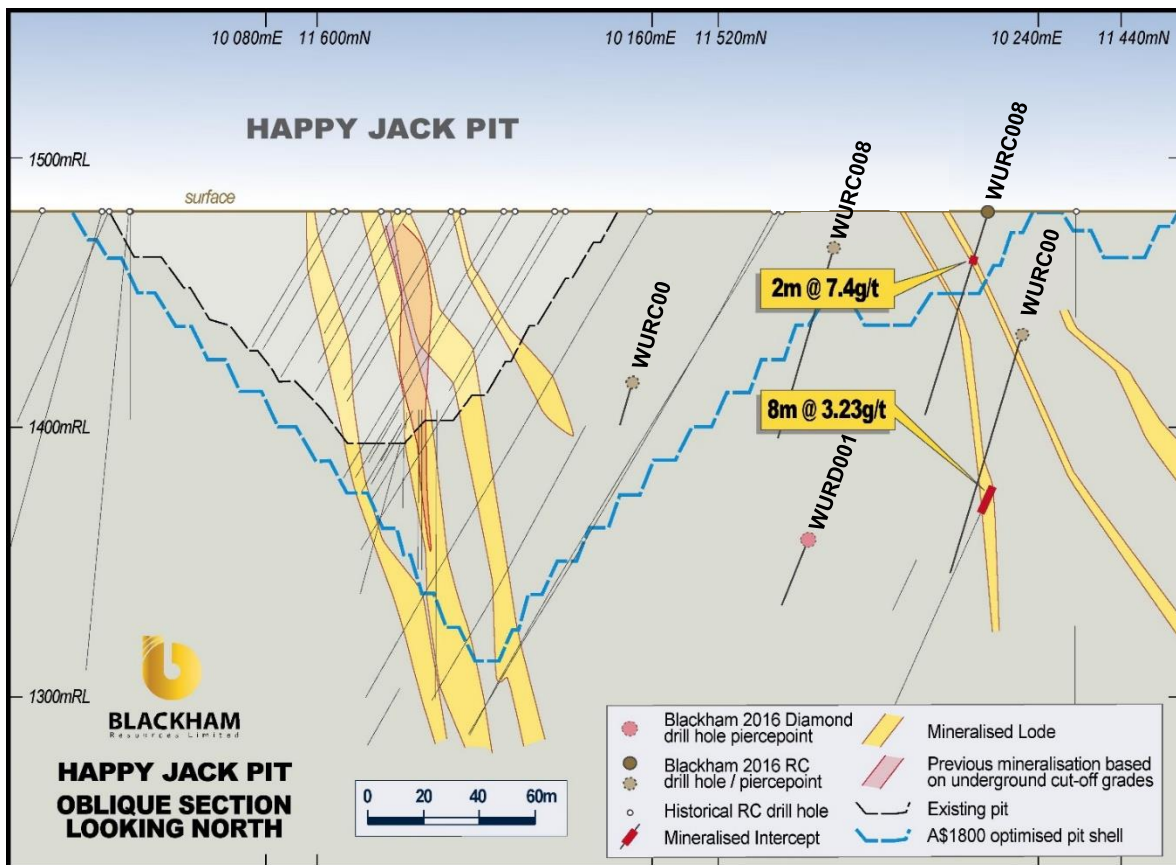 10 080mE 11 600mN 10 160mE 11 520mN 10 240mE 11 440mN
HAPPY JACK PIT
1500mRL
surface
WURC008
WURC008
WURC00
2m @ 7.4g/t
WURC00
1400mRL
8m @ 3.23g/t
WURD001
1300mRL
BLACKHAM
Resources Limited
HAPPY JACK PIT
OBLIQUE SECTION
LOOKING NORTH
0 20 40 60m
Blackham 2016 Diamond
drill hole piercepoint
Blackham 2016 RC
drill hole / piercepoint
Historical RC drill hole
Mineralised Intercept
Mineralised Lode
Previous mineralisation based
on underground cut-off grades
Existing pit
A$1800 optimised pit shell